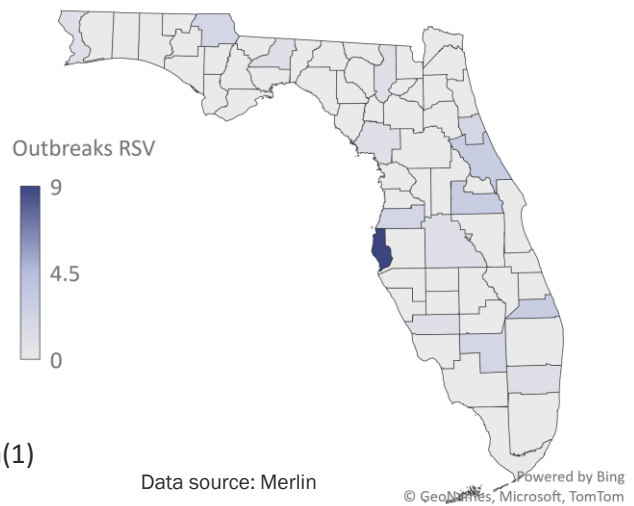 Outbreaks RSV
9
4.5
0
(1)
Data source: Merlin
Powered by Bing
© GeoNames, Microsoft, TomTom